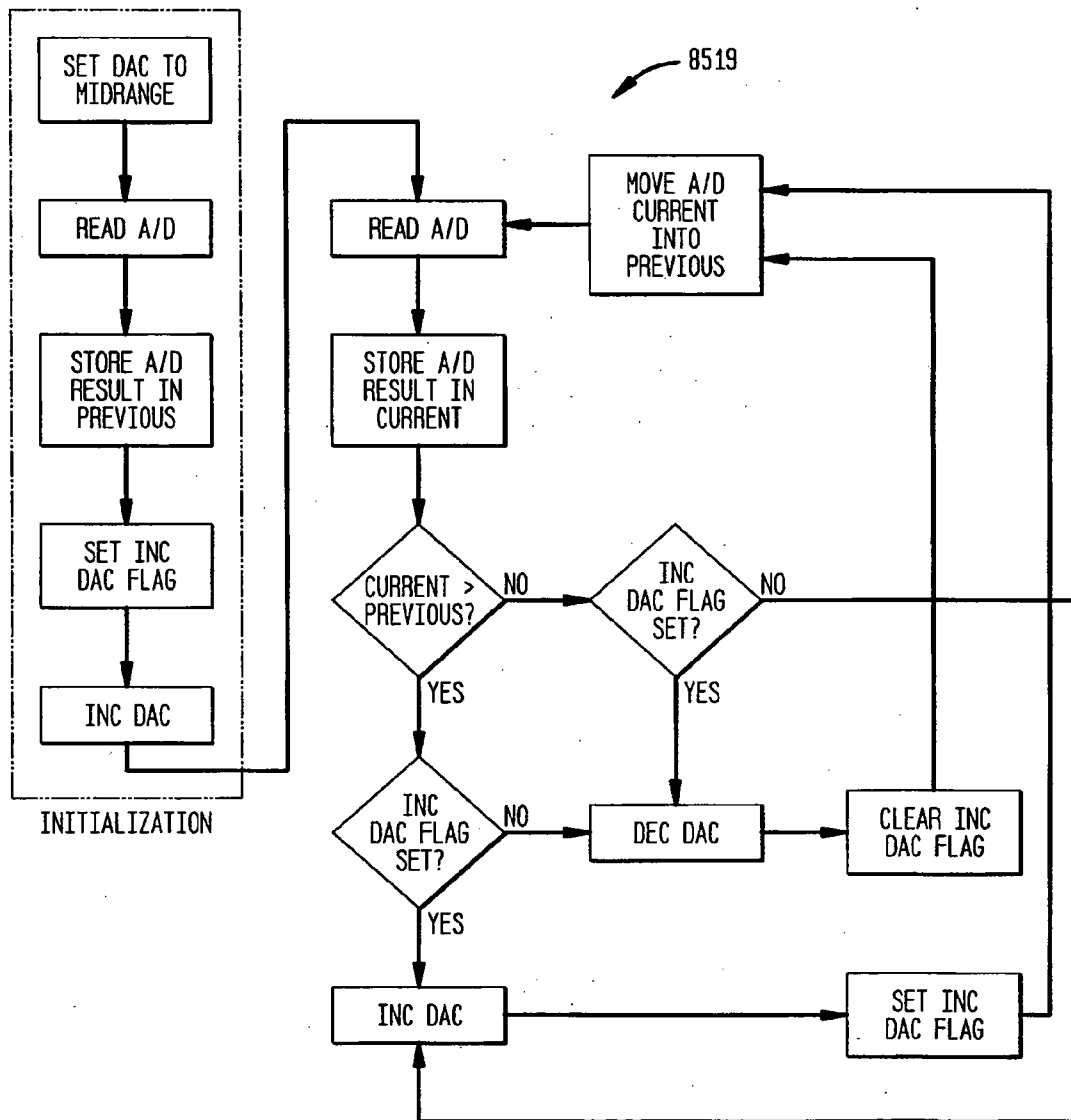 SET DAC TO
MIDRANGE
READ A/D
STORE A/D
RESULT IN
PREVIOUS
SET INC
DAC FLAG
INC DAC
INITIALIZATION
8519
READ A/D
MOVE A/D
CURRENT
INTO
PREVIOUS
STORE A/D
RESULT IN
CURRENT
CURRENT >
PREVIOUS?
NO
YES
INC
DAC FLAG
SET?
NO
YES
INC
DAC FLAG
SET?
NO
YES
DEC DAC
CLEAR INC
DAC FLAG
INC DAC
SET INC
DAC FLAG